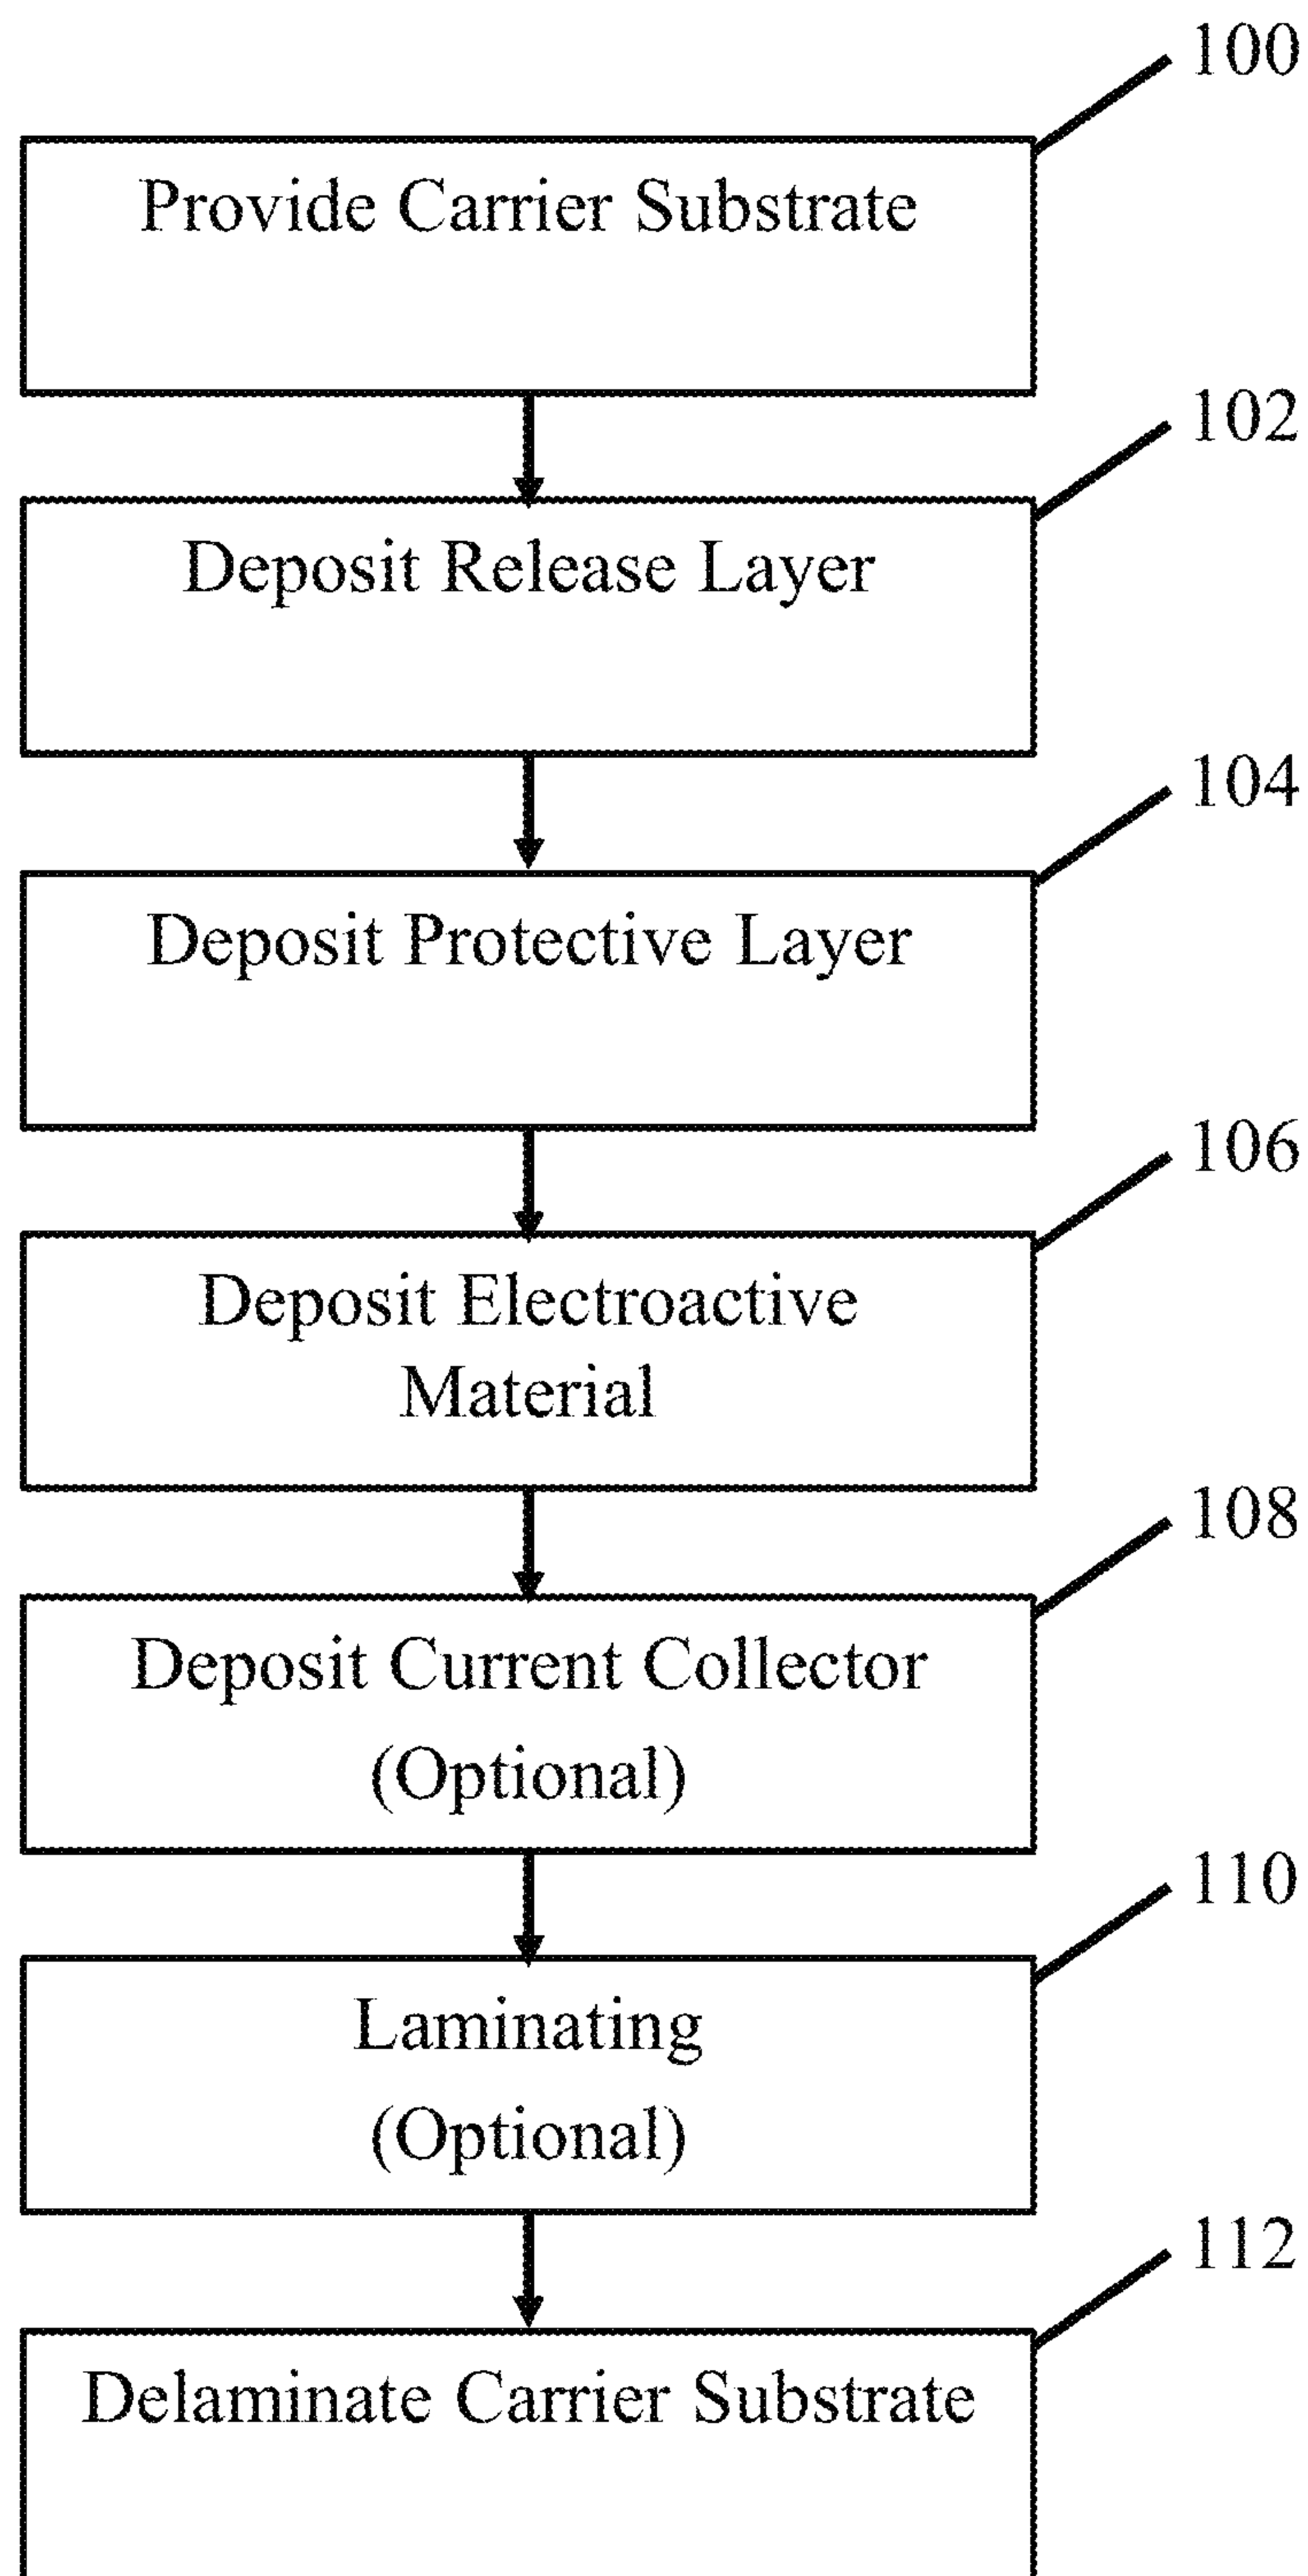 100
Provide Carrier Substrate
102
Deposit Release Layer
104
Deposit Protective Layer
106
Deposit Electroactive
Material
108
Deposit Current Collector
(Optional)
110
Laminating
(Optional)
112
Delaminate Carrier Substrate